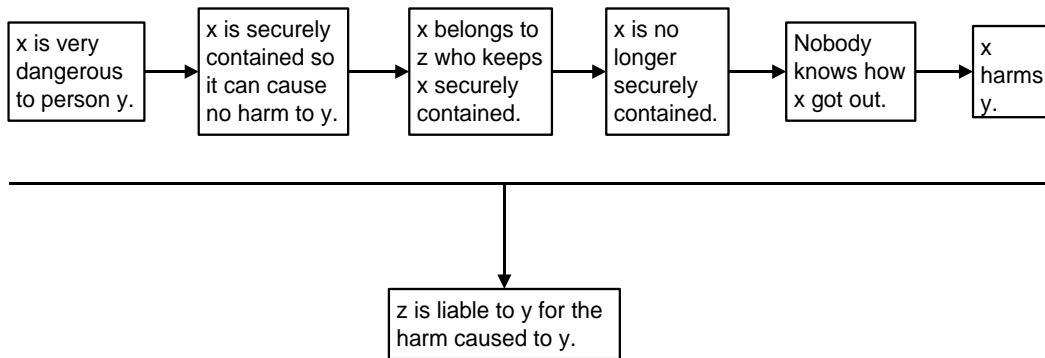 x is very
dangerous
to person y.
x is securely
contained so
it can cause
no harm to y.
x belongs to
z who keeps
x securely
contained.
x is no
longer
securely
contained.
Nobody
knows how
x got out.
x
harms
y.
z is liable to y for the
harm caused to y.